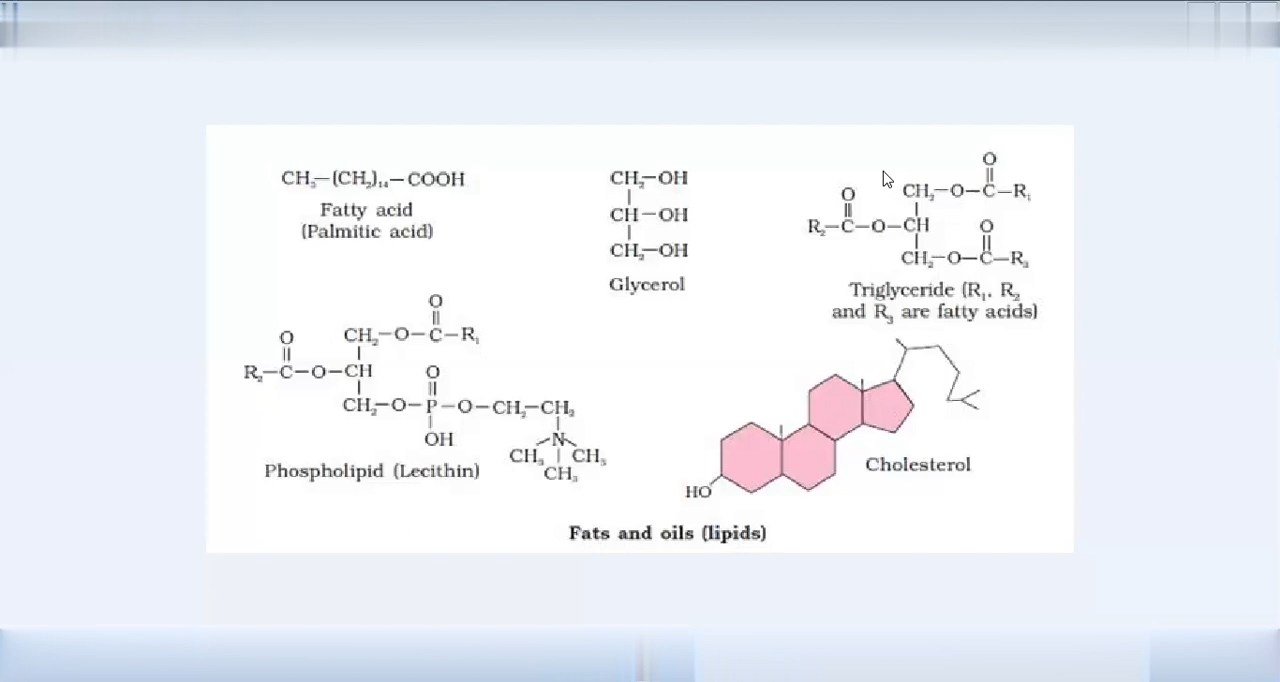 CH₃—(CH₂)₁₄—COOH
Fatty acid
(Palmitic acid)
CH₂—OH
CH—OH
CH₂—OH
Glycerol
O
CH₂—O—C—R₁
O
R₂—C—O—CH
O
CH₂—O—C—R₃
Triglyceride (R₁, R₂
and R₃ are fatty acids)
O
CH₂—O—C—R₁
O
R₂—C—O—CH
O
CH₂—O—P—O—CH₂—CH₂
OH
N
CH₃ CH₃
CH₃
Phospholipid (Lecithin)
HO
Cholesterol
Fats and oils (lipids)